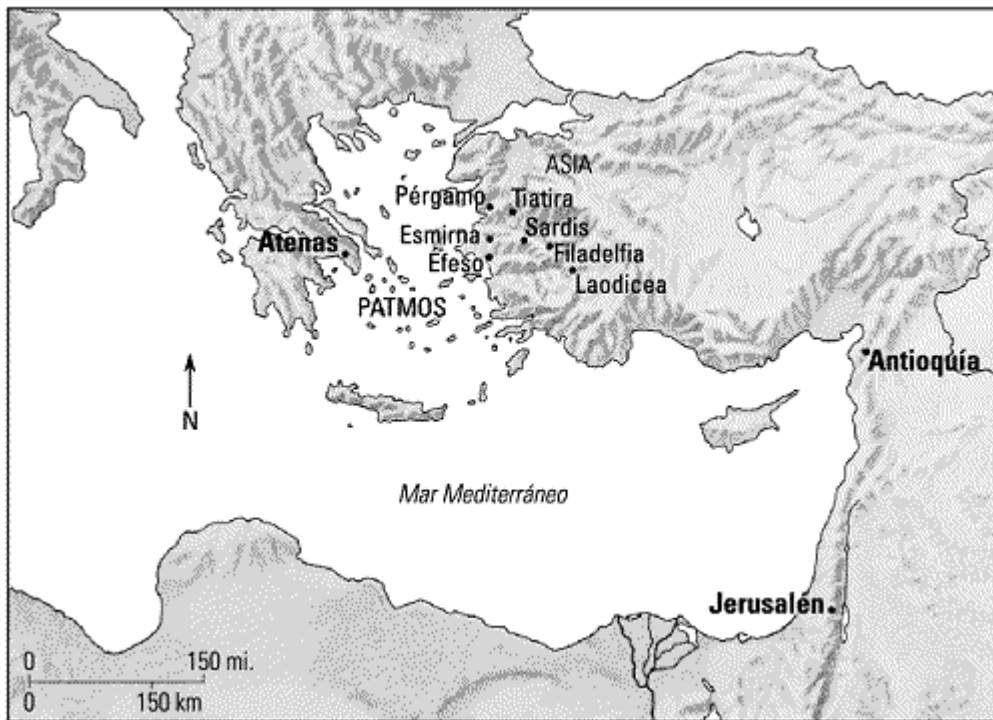 ASIA
Pérgamo
Tiatira
Esmirna
Sardis
Atenas
Éfeso
Filadelfia
Laodicea
PATMOS
Antioquía
N
Mar Mediterráneo
Jerusalén
0 150 mi.
0 150 km